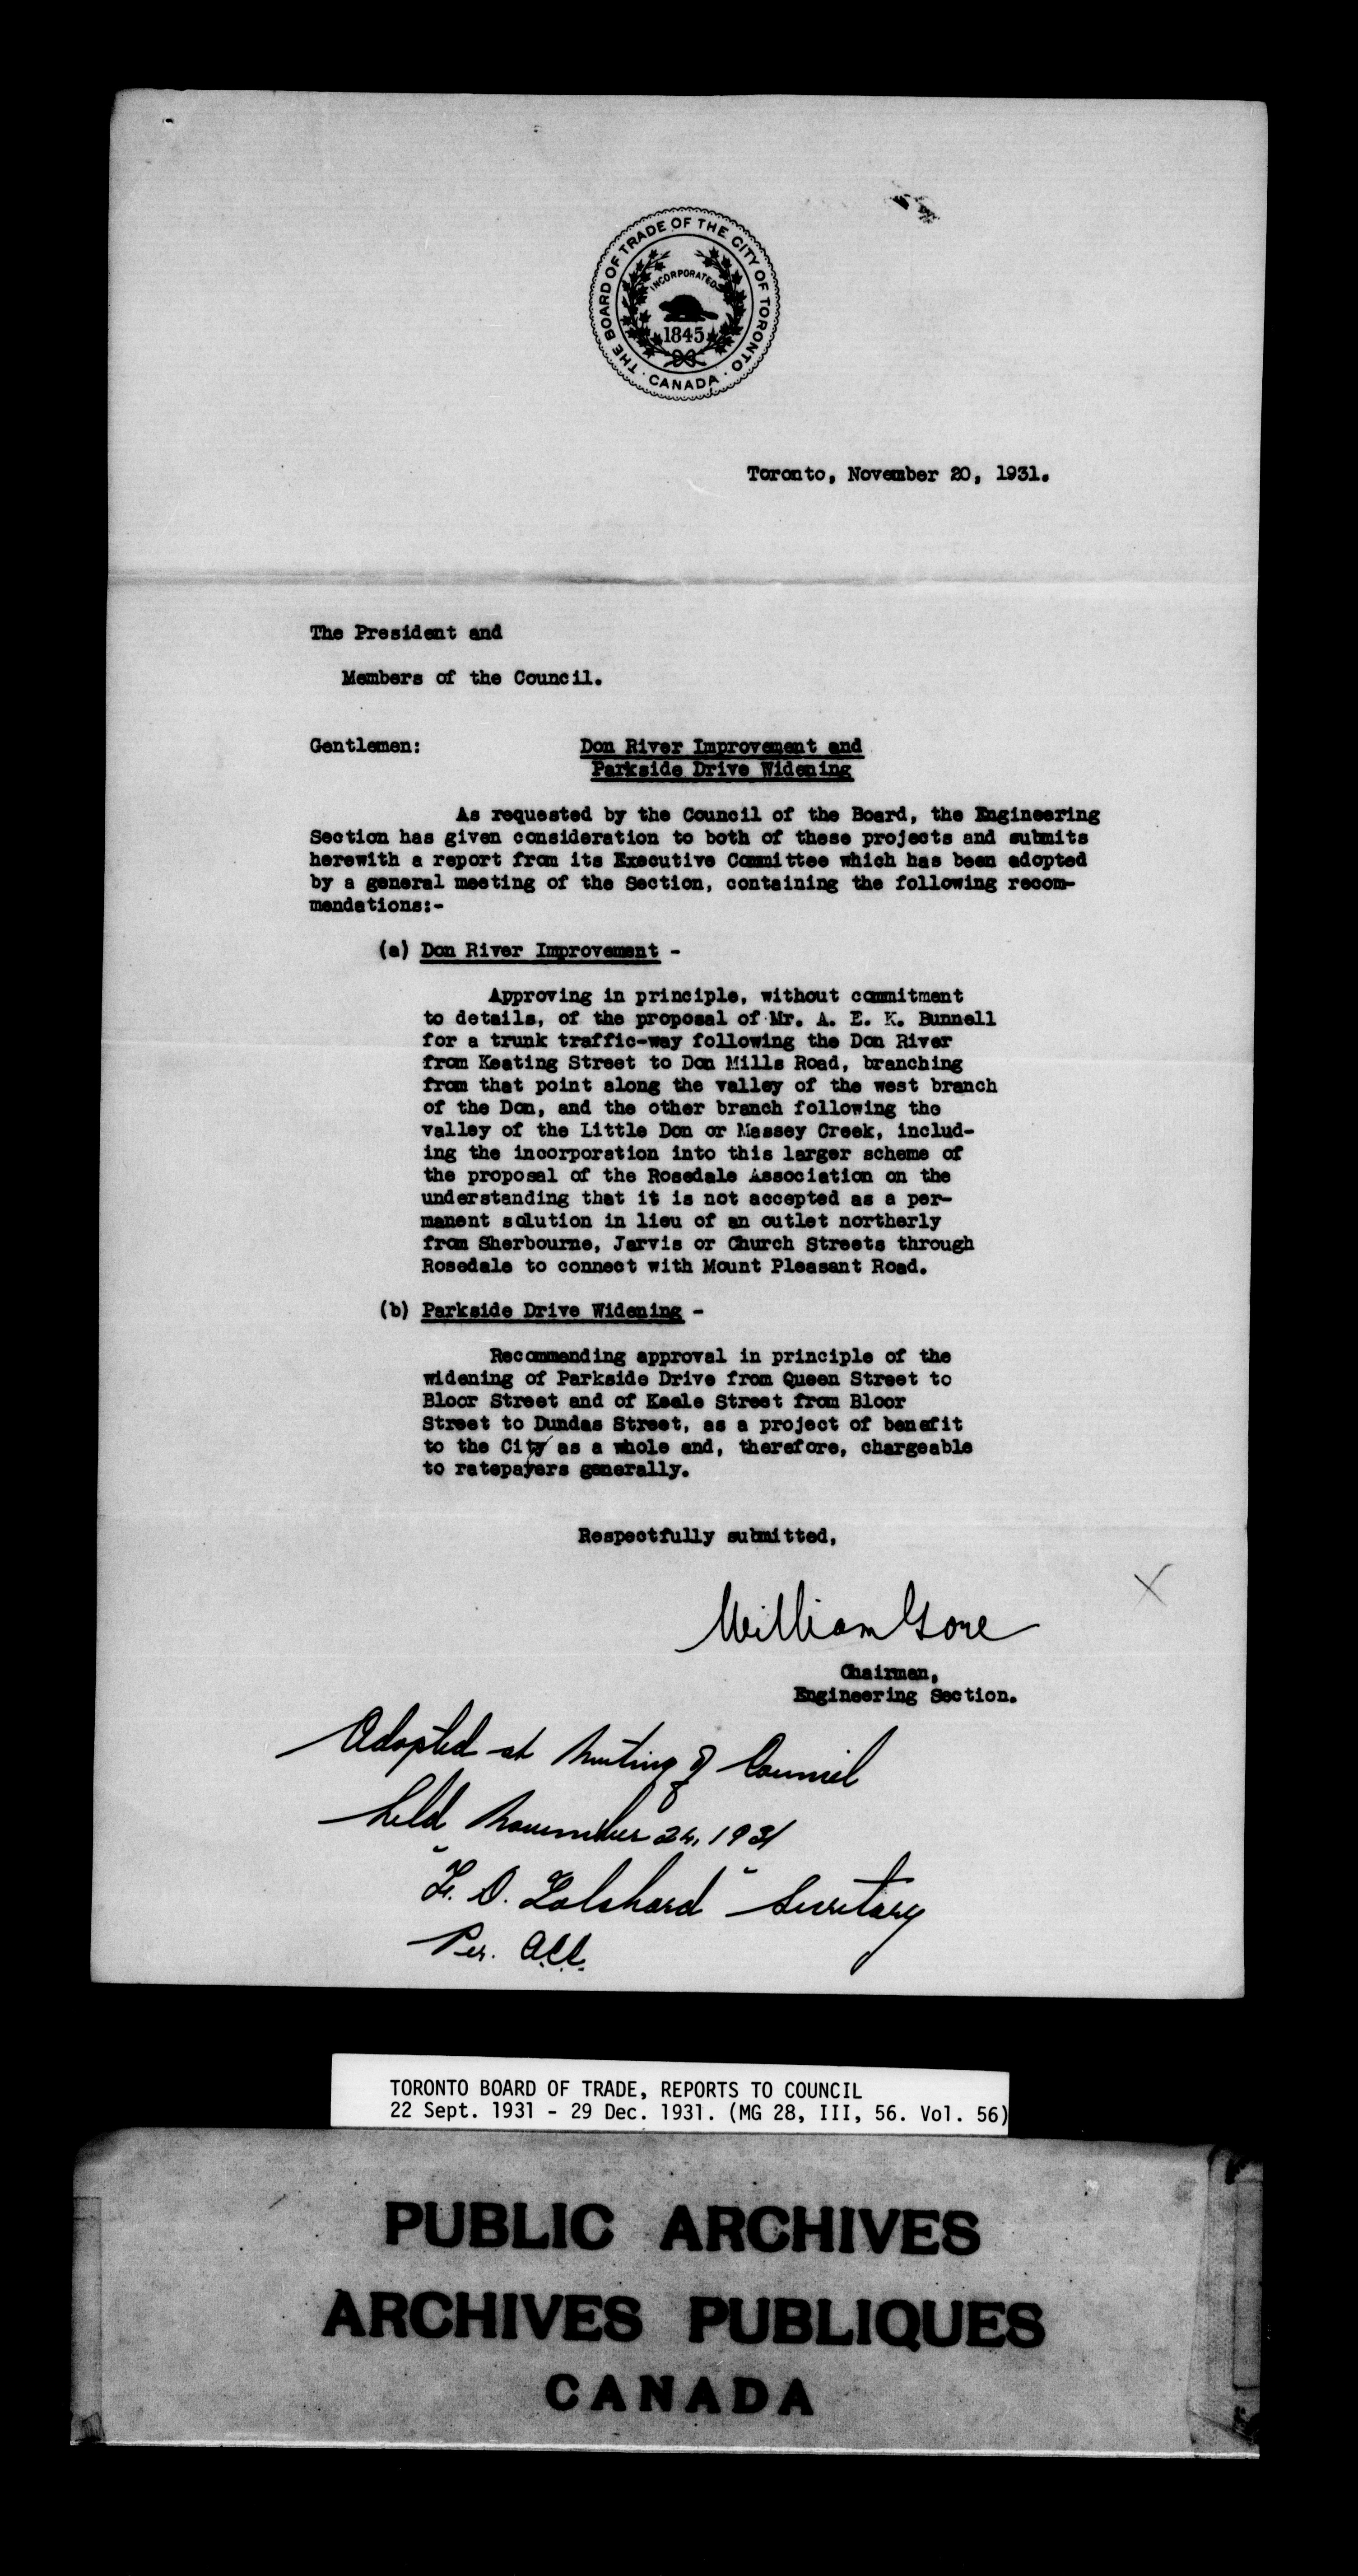 THE BOARD OF TRADE OF THE CITY OF TORONTO · CANADA ·
INCORPORATED
1845
Toronto, November 20, 1931.
The President and
Members of the Council.
Gentlemen:
Don River Improvement and
Parkside Drive Widening
As requested by the Council of the Board, the Engineering
Section has given consideration to both of these projects and submits
herewith a report from its Executive Committee which has been adopted
by a general meeting of the Section, containing the following recom-
mendations:-
(a) Don River Improvement -
Approving in principle, without commitment
to details, of the proposal of Mr. A. E. K. Bunnell
for a trunk traffic-way following the Don River
from Keating Street to Don Mills Road, branching
from that point along the valley of the west branch
of the Don, and the other branch following the
valley of the Little Don or Massey Creek, includ-
ing the incorporation into this larger scheme of
the proposal of the Rosedale Association on the
understanding that it is not accepted as a per-
manent solution in lieu of an outlet northerly
from Sherbourne, Jarvis or Church Streets through
Rosedale to connect with Mount Pleasant Road.
(b) Parkside Drive Widening -
Recommending approval in principle of the
widening of Parkside Drive from Queen Street to
Bloor Street and of Keele Street from Bloor
Street to Dundas Street, as a project of benefit
to the City as a whole and, therefore, chargeable
to ratepayers generally.
Respectfully submitted,
William Gore
Chairman,
Engineering Section.
Adopted at Meeting of Council
held November 24, 1931
"F. D. Tolchard" Secretary
Per.
TORONTO BOARD OF TRADE, REPORTS TO COUNCIL
22 Sept. 1931 - 29 Dec. 1931. (MG 28, III, 56. Vol. 56)
PUBLIC ARCHIVES
ARCHIVES PUBLIQUES
CANADA